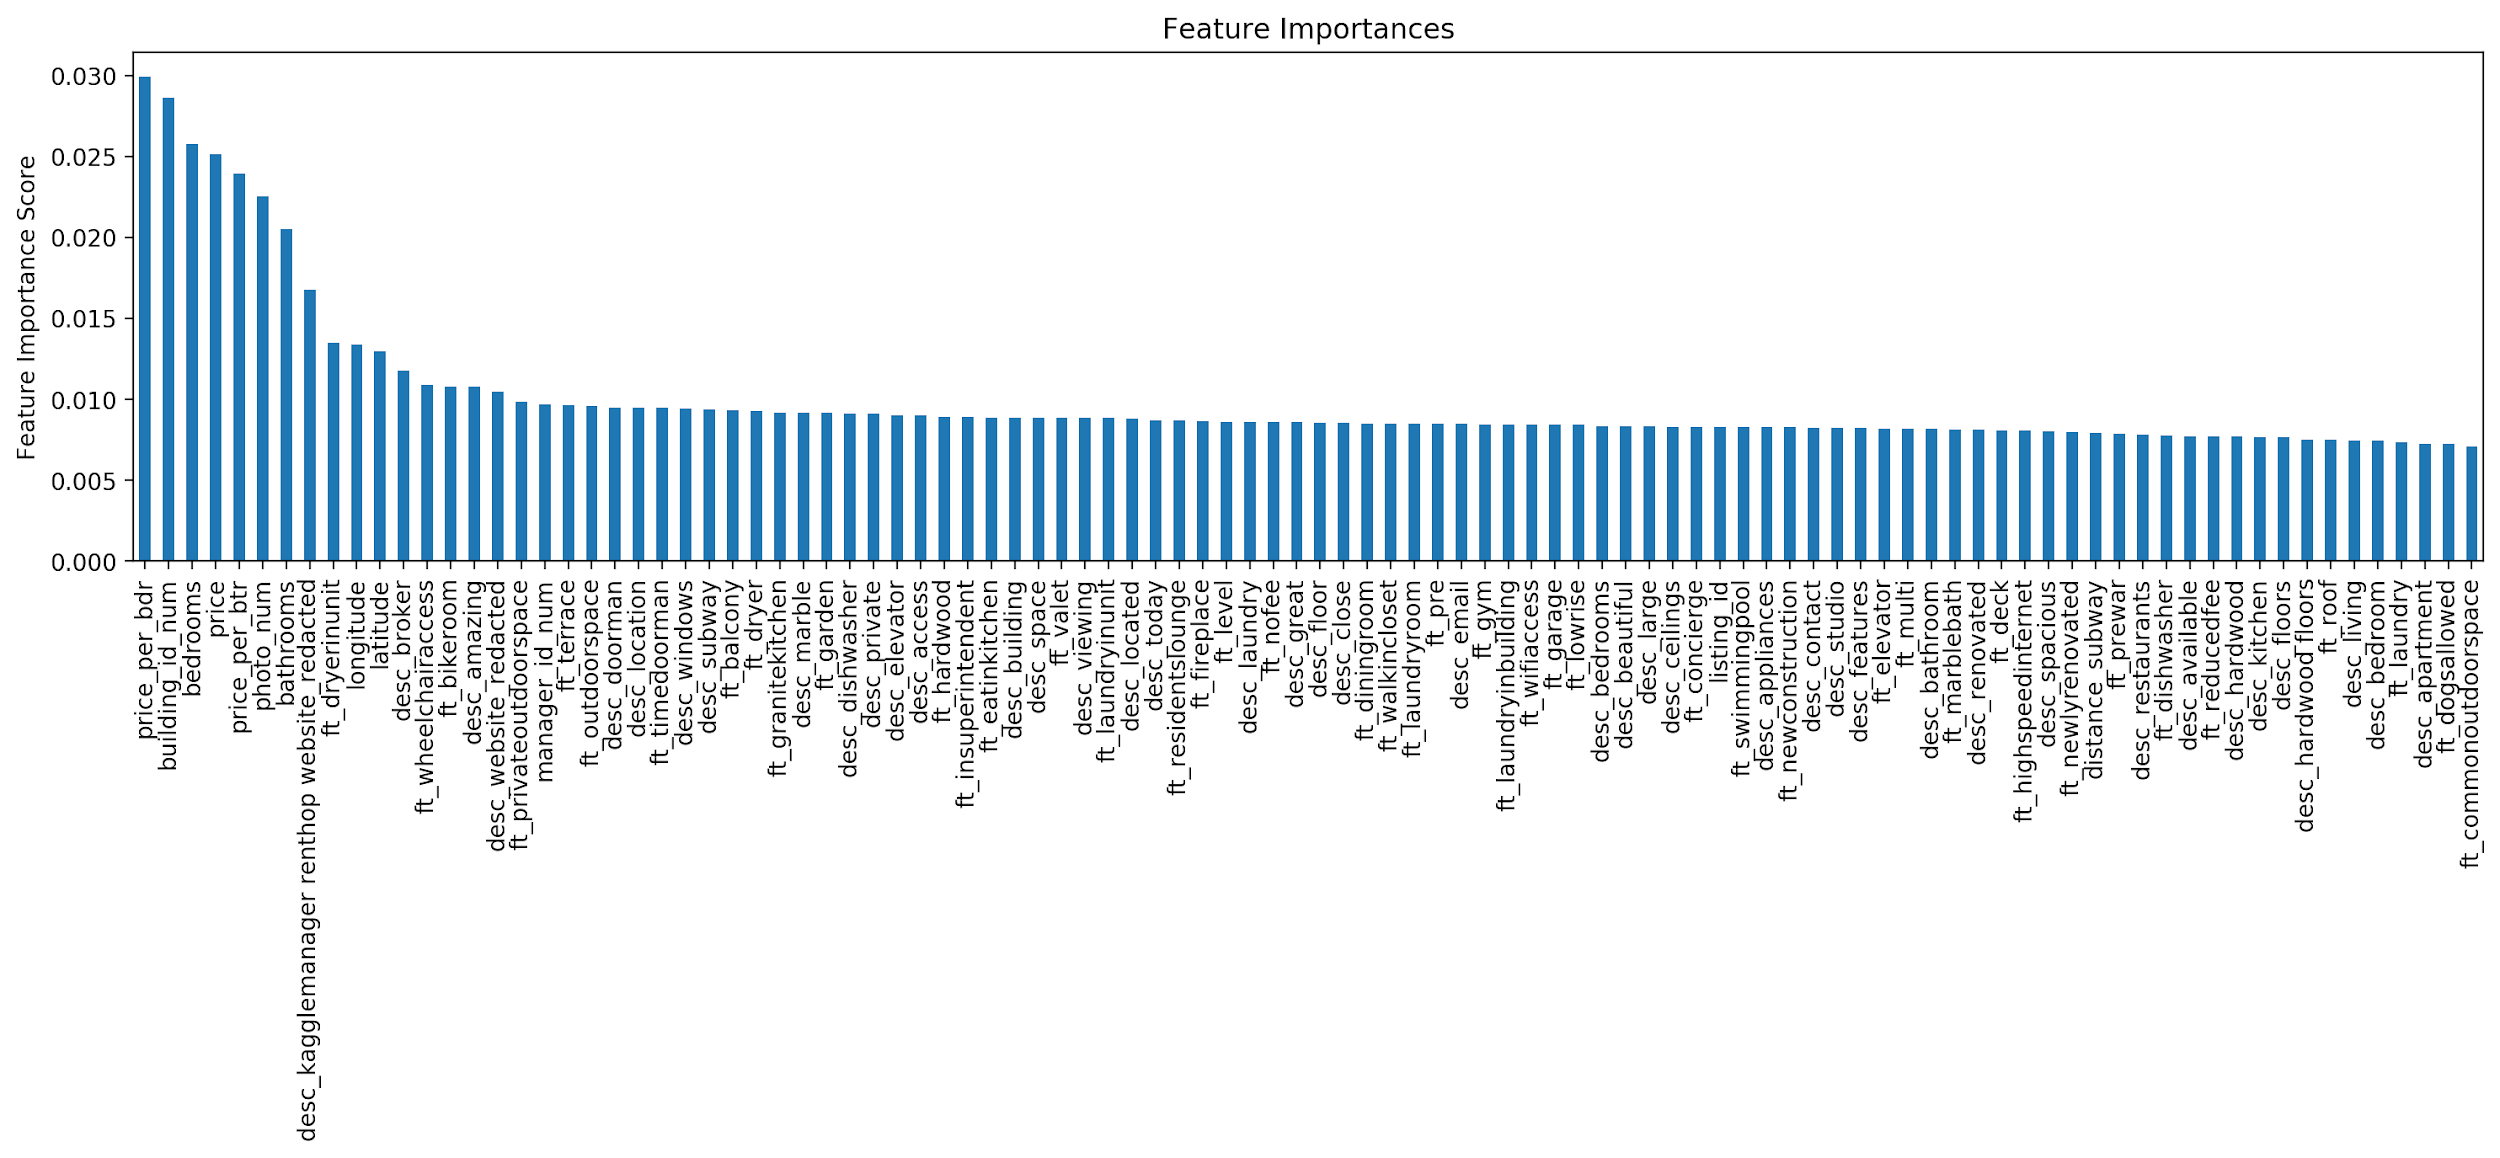 Feature Importances
Feature Importance Score
0.030
0.025
0.020
0.015
0.010
0.005
0.000
price_per_bdr
building_id_num
bedrooms
price
price_per_btr
photo_num
bathrooms
desc_kagglemanager renthop website_redacted
ft_dryerinunit
longitude
latitude
desc_broker
ft_wheelchairaccess
ft_bikeroom
desc_amazing
desc_website_redacted
ft_privateoutdoorspace
manager_id_num
ft_terrace
ft_outdoorspace
desc_doorman
desc_location
ft_timedoorman
desc_windows
desc_subway
ft_balcony
ft_dryer
ft_granitekitchen
desc_marble
ft_garden
desc_dishwasher
desc_private
desc_elevator
desc_access
ft_hardwood
ft_insuperintendent
ft_eatinkitchen
desc_building
desc_space
ft_valet
desc_viewing
ft_laundryinunit
desc_located
desc_today
ft_residentslounge
ft_fireplace
ft_level
desc_laundry
ft_nofee
desc_great
desc_floor
desc_close
ft_diningroom
ft_walkincloset
ft_laundryroom
ft_pre
desc_email
ft_gym
ft_laundryinbuilding
ft_wifiaccess
ft_garage
ft_lowrise
desc_bedrooms
desc_beautiful
desc_large
desc_ceilings
ft_concierge
listing_id
ft_swimmingpool
desc_appliances
ft_newconstruction
desc_contact
desc_studio
desc_features
ft_elevator
ft_multi
desc_bathroom
ft_marblebath
desc_renovated
ft_deck
ft_highspeedinternet
desc_spacious
ft_newlyrenovated
distance_subway
ft_prewar
desc_restaurants
ft_dishwasher
desc_available
ft_reducedfee
desc_hardwood
desc_kitchen
desc_floors
desc_hardwood_floors
ft_roof
desc_living
desc_bedroom
ft_laundry
desc_apartment
ft_dogsallowed
ft_commonoutdoorspace